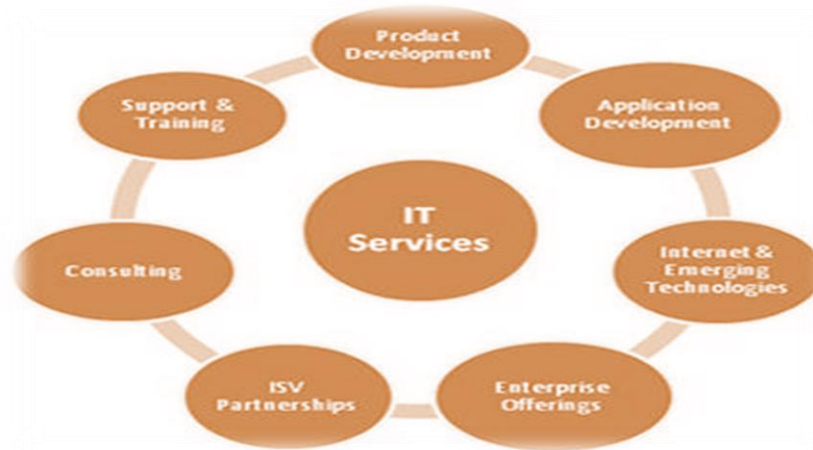 Product
Development
Application
Development
Internet &
Emerging
Technologies
Enterprise
Offerings
ISV
Partnerships
Consulting
Support &
Training
IT
Services